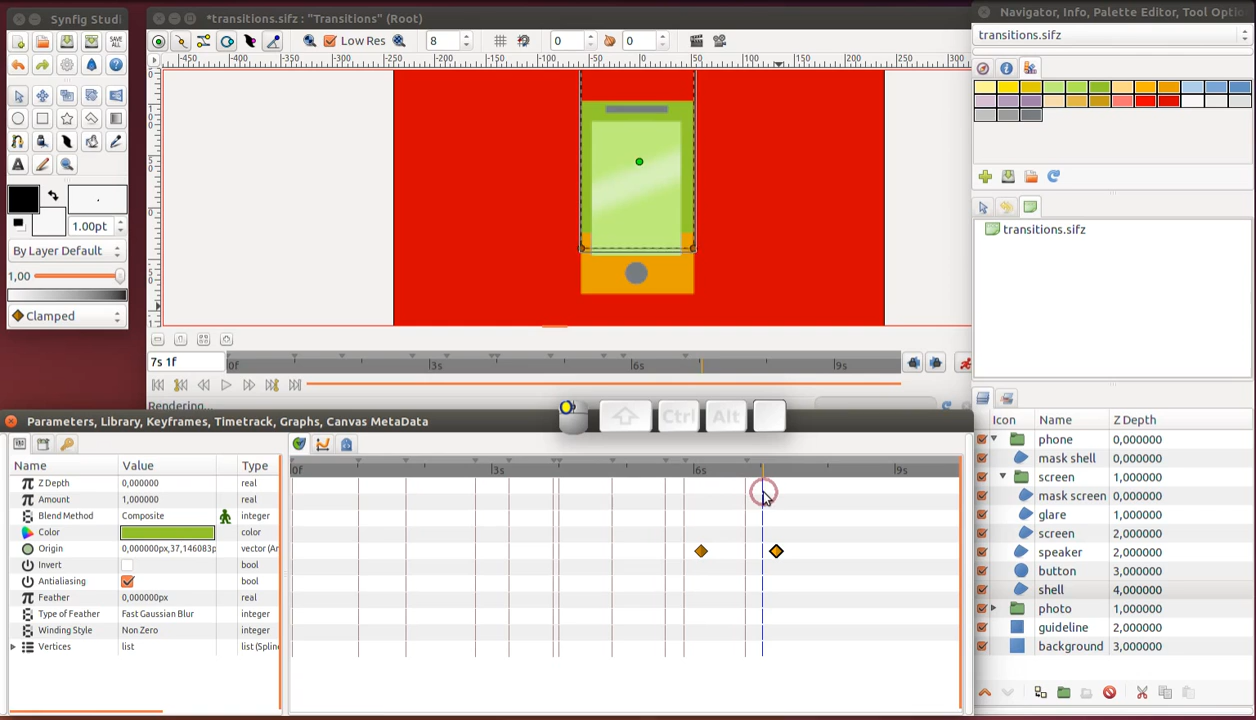 Synfig Studi
*transitions.sifz : "Transitions" (Root)
Navigator, Info, Palette Editor, Tool Optio
transitions.sifz
SAVE ALL
Low Res
8
0
0
-450 -400 -350 -300 -250 -200 -150 -100 -50 0 50 100 150 200 250 300
1.00pt
By Layer Default
1,00
Clamped
transitions.sifz
7s 1f
0f 3s 6s 9s
Rendering...
Ctrl
Alt
Parameters, Library, Keyframes, Timetrack, Graphs, Canvas MetaData
Icon Name Z Depth
phone 0,000000
mask shell 0,000000
screen 1,000000
mask screen 0,000000
glare 1,000000
screen 2,000000
speaker 2,000000
button 3,000000
shell 4,000000
photo 1,000000
guideline 2,000000
background 3,000000
Name Value Type
0f 3s 6s 9s
Z Depth 0,000000 real
Amount 1,000000 real
Blend Method Composite integer
Color color
Origin 0,000000px,37,146083p vector (Ar
Invert bool
Antialiasing bool
Feather 0,000000px real
Type of Feather Fast Gaussian Blur integer
Winding Style Non Zero integer
Vertices list list (Spline